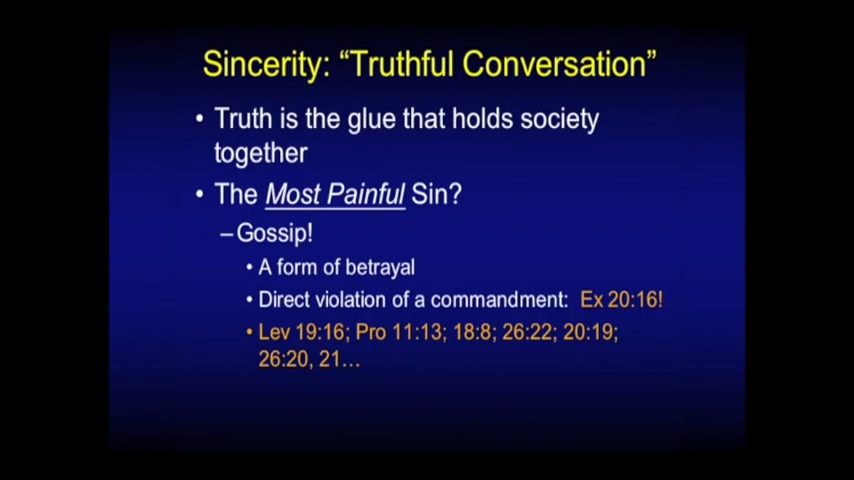 Sincerity: “Truthful Conversation”
• Truth is the glue that holds society
together
• The Most Painful Sin?
–Gossip!
• A form of betrayal
• Direct violation of a commandment: Ex 20:16!
• Lev 19:16; Pro 11:13; 18:8; 26:22; 20:19;
26:20, 21…